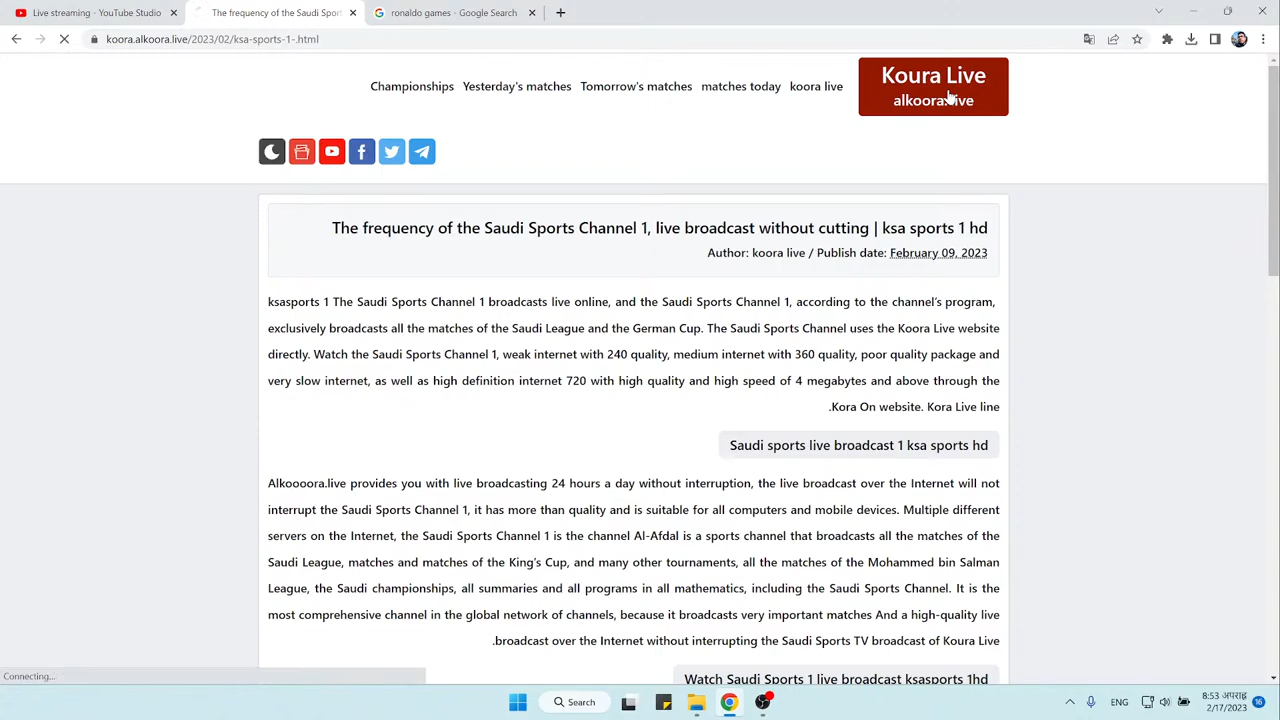 Live streaming - YouTube Studio
The frequency of the Saudi Sport
ronaldo games - Google Search
koora.alkoora.live/2023/02/ksa-sports-1-.html
Championships Yesterday's matches Tomorrow's matches matches today koora live
Koura Live
alkoora.live
The frequency of the Saudi Sports Channel 1, live broadcast without cutting | ksa sports 1 hd
Author: koora live / Publish date: February 09, 2023
ksasports 1 The Saudi Sports Channel 1 broadcasts live online, and the Saudi Sports Channel 1, according to the channel's program,
exclusively broadcasts all the matches of the Saudi League and the German Cup. The Saudi Sports Channel uses the Koora Live website
directly. Watch the Saudi Sports Channel 1, weak internet with 240 quality, medium internet with 360 quality, poor quality package and
very slow internet, as well as high definition internet 720 with high quality and high speed of 4 megabytes and above through the
.Kora On website. Kora Live line
Saudi sports live broadcast 1 ksa sports hd
Alkoooora.live provides you with live broadcasting 24 hours a day without interruption, the live broadcast over the Internet will not
interrupt the Saudi Sports Channel 1, it has more than quality and is suitable for all computers and mobile devices. Multiple different
servers on the Internet, the Saudi Sports Channel 1 is the channel Al-Afdal is a sports channel that broadcasts all the matches of the
Saudi League, matches and matches of the King's Cup, and many other tournaments, all the matches of the Mohammed bin Salman
League, the Saudi championships, all summaries and all programs in all mathematics, including the Saudi Sports Channel. It is the
most comprehensive channel in the global network of channels, because it broadcasts very important matches And a high-quality live
.broadcast over the Internet without interrupting the Saudi Sports TV broadcast of Koura Live
Watch Saudi Sports 1 live broadcast ksasports 1hd
Connecting...
Search
ENG
8:53 अपराह्न
2/17/2023
16